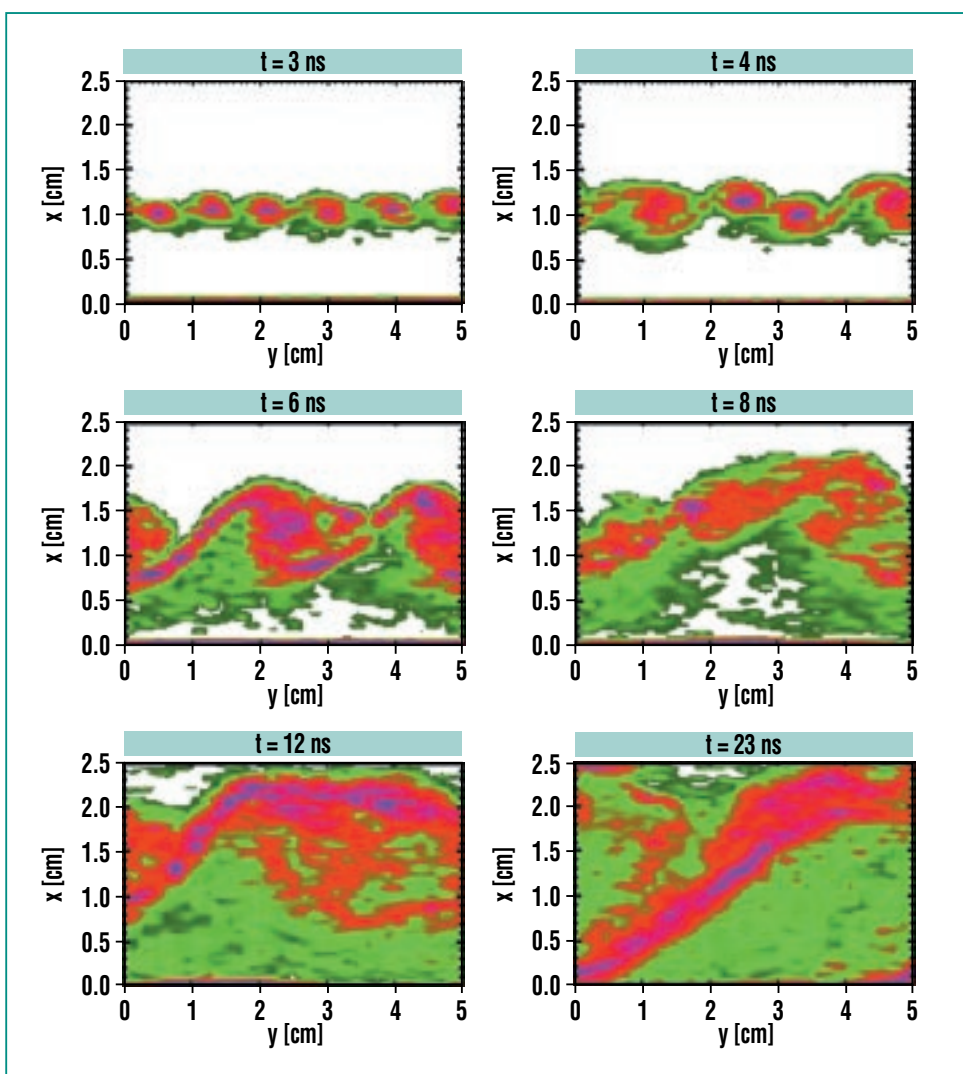 t = 3 ns
2.5
2.0
1.5
1.0
0.5
0.0
x [cm]
0 1 2 3 4 5
y [cm]
t = 4 ns
2.5
2.0
1.5
1.0
0.5
0.0
x [cm]
0 1 2 3 4 5
y [cm]
t = 6 ns
2.5
2.0
1.5
1.0
0.5
0.0
x [cm]
0 1 2 3 4 5
y [cm]
t = 8 ns
2.5
2.0
1.5
1.0
0.5
0.0
x [cm]
0 1 2 3 4 5
y [cm]
t = 12 ns
2.5
2.0
1.5
1.0
0.5
0.0
x [cm]
0 1 2 3 4 5
y [cm]
t = 23 ns
2.5
2.0
1.5
1.0
0.5
0.0
x [cm]
0 1 2 3 4 5
y [cm]